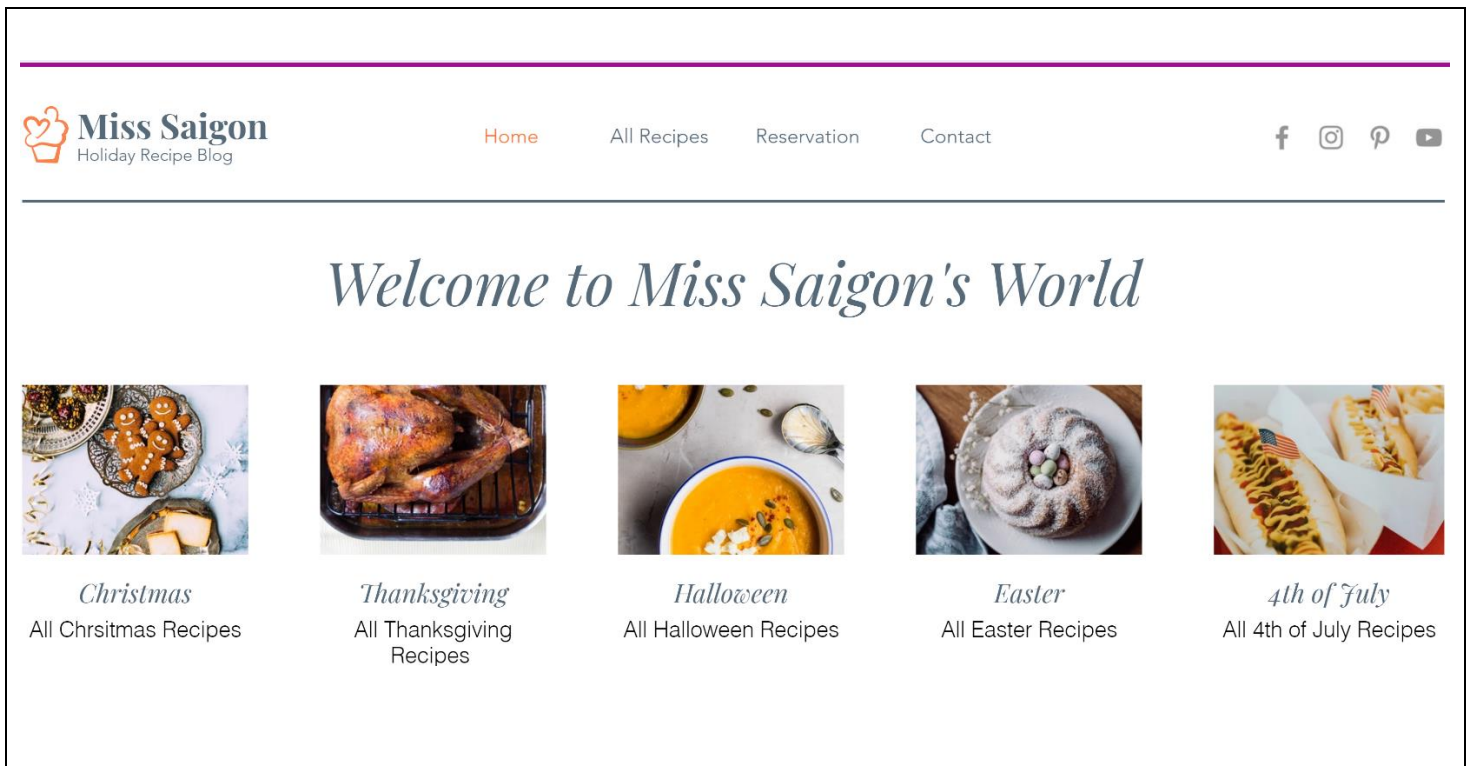 Miss Saigon
Holiday Recipe Blog
Home All Recipes Reservation Contact
Welcome to Miss Saigon's World
Christmas
All Chrsitmas Recipes
Thanksgiving
All Thanksgiving
Recipes
Halloween
All Halloween Recipes
Easter
All Easter Recipes
4th of July
All 4th of July Recipes